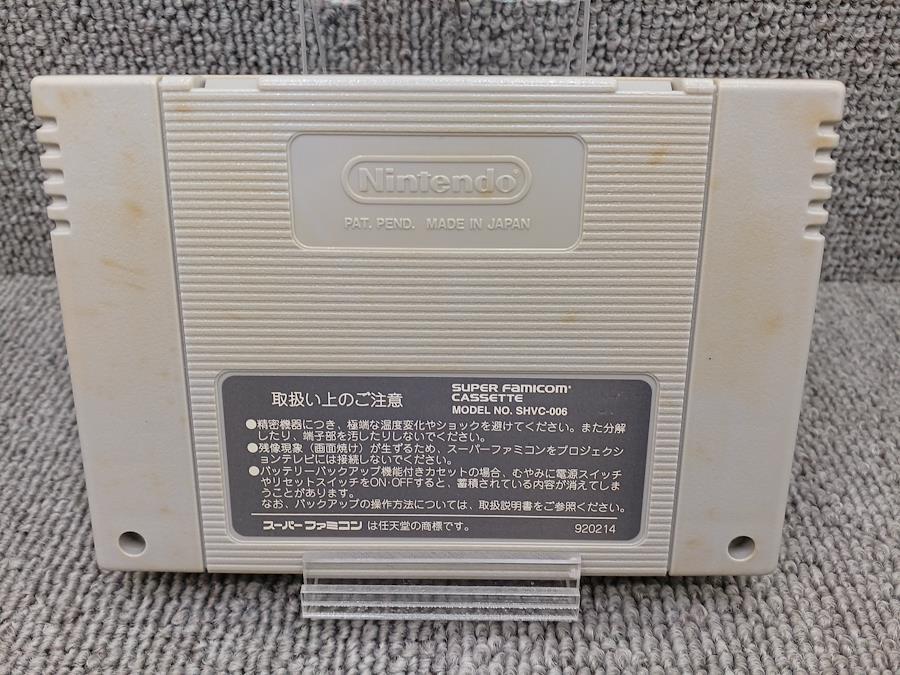 Nintendo
PAT. PEND. MADE IN JAPAN
取扱い上のご注意
SUPER FAMICOM
CASSETTE
MODEL NO. SHVC-006
●精密機器につき、極端な温度変化やショックを避けてください。また分解
したり、端子部を汚したりしないでください。
●残像現象(画面焼け)が生ずるため、スーパーファミコンをプロジェクシ
ョンテレビには接続しないでください。
●バッテリーバックアップ機能付きカセットの場合、むやみに電源スイッチ
やリセットスイッチをON・OFFすると、蓄積されている内容が消えてしま
うことがあります。
なお、バックアップの操作方法については、取扱説明書をご参照ください。
スーパーファミコンは任天堂の商標です。
920214